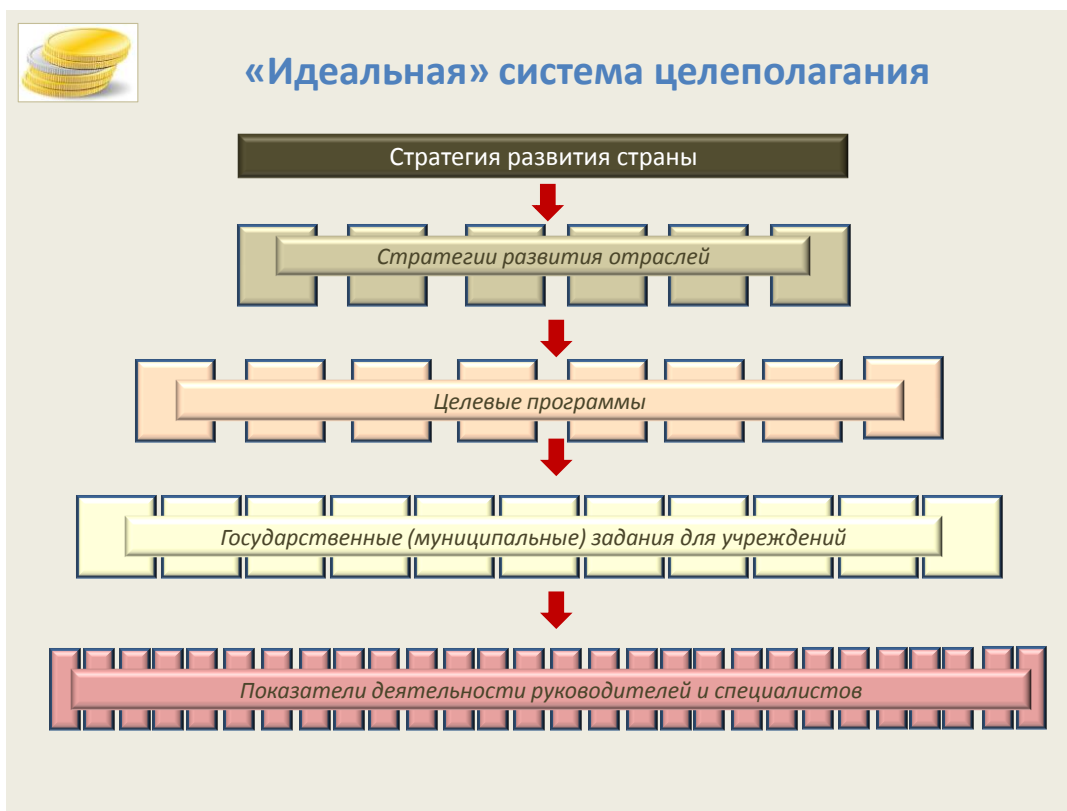 «Идеальная» система целеполагания
Стратегия развития страны
Стратегии развития отраслей
Целевые программы
Государственные (муниципальные) задания для учреждений
Показатели деятельности руководителей и специалистов